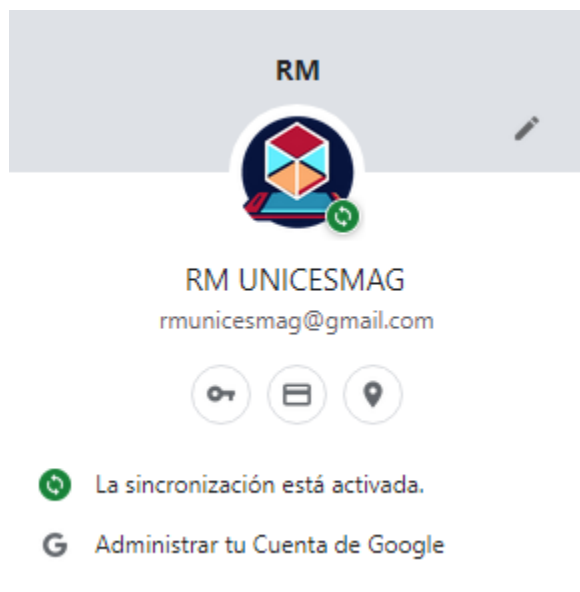 RM
RM UNICESMAG
rmunicesmag@gmail.com
La sincronización está activada.
G Administrar tu Cuenta de Google